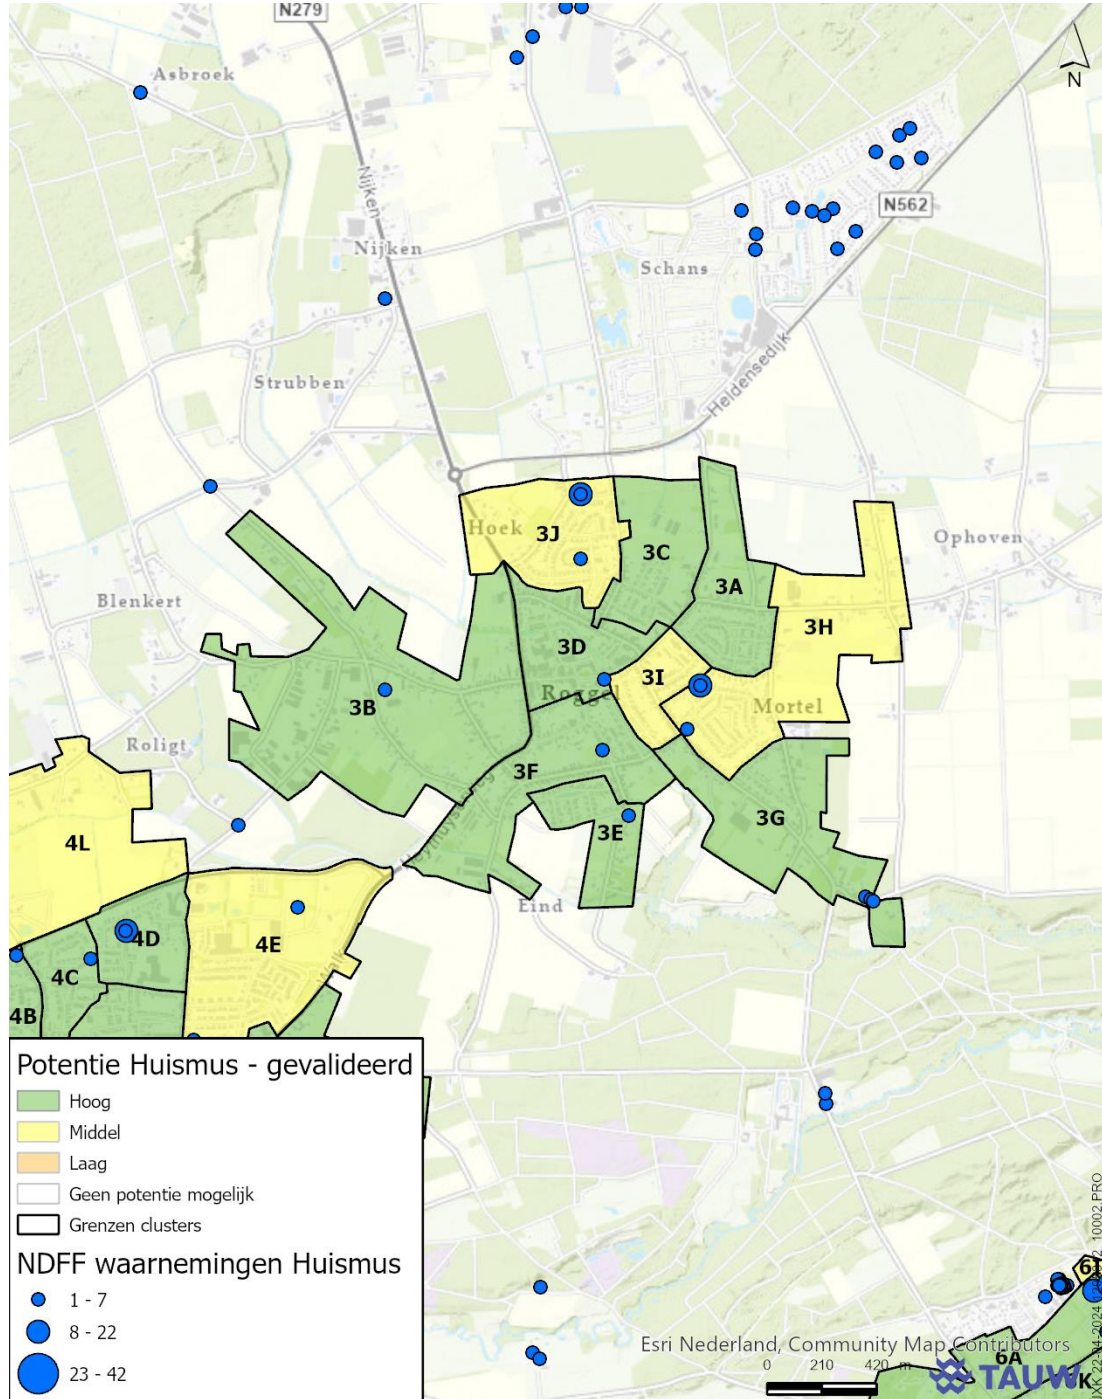 N279
Asbroek
N
Nijken
N562
Nijken
Schans
Strubben
Heldensedijk
Hoek
3J
3C
Ophoven
3A
Blenkert
3H
3D
3I
Roggel
3B
Mortel
Roligt
3F
3G
3E
4L
Eind
4D
4E
4C
4B
Potentie Huismus - gevalideerd
Hoog
Middel
Laag
Geen potentie mogelijk
Grenzen clusters
NDFF waarnemingen Huismus
1 - 7
8 - 22
23 - 42
Esri Nederland, Community Map Contributors
6A
0 210 420 m
TAUW